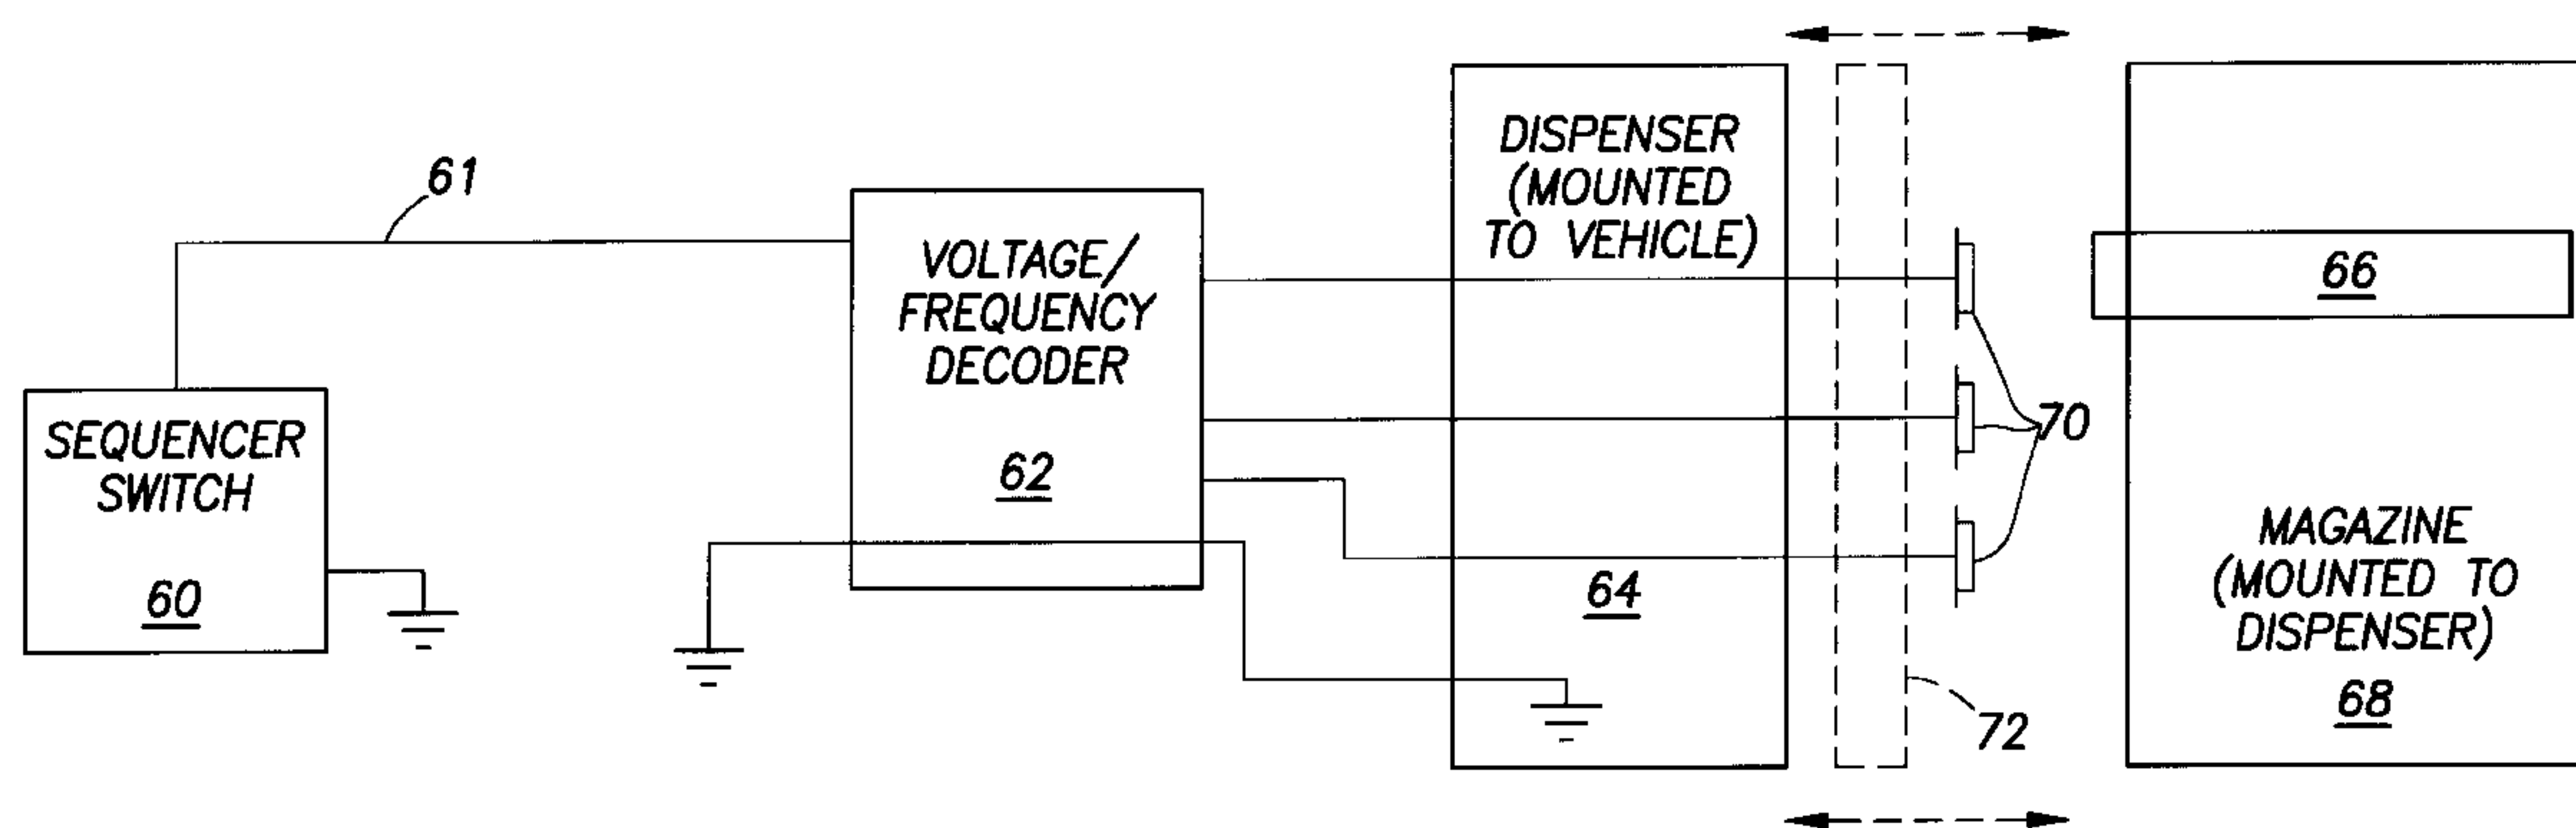 61
SEQUENCER
SWITCH
60
VOLTAGE/
FREQUENCY
DECODER
62
DISPENSER
(MOUNTED
TO VEHICLE)
64
70
72
66
MAGAZINE
(MOUNTED TO
DISPENSER)
68